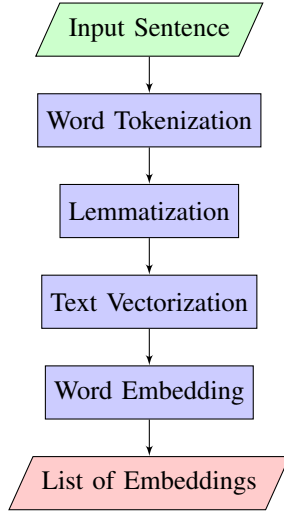 Input Sentence
Word Tokenization
Lemmatization
Text Vectorization
Word Embedding
List of Embeddings